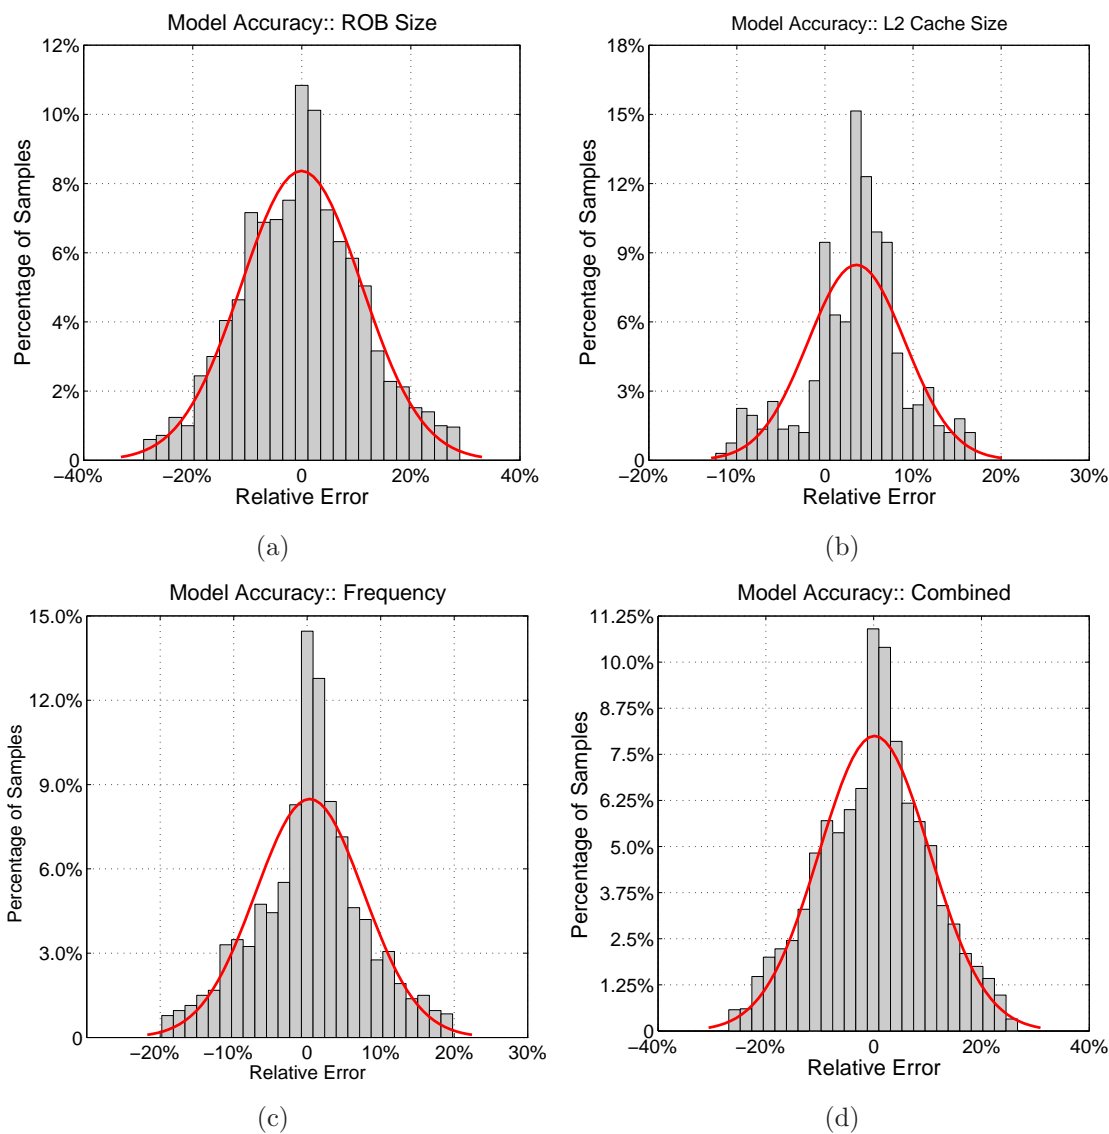 Model Accuracy:: ROB Size
12%
10%
8%
6%
4%
2%
0
Percentage of Samples
−40% −20% 0 20% 40%
Relative Error
(a)
Model Accuracy:: L2 Cache Size
18%
15%
12%
9%
6%
3%
0
Percentage of Samples
−20% −10% 0 10% 20% 30%
Relative Error
(b)
Model Accuracy:: Frequency
15.0%
12.0%
9.0%
6.0%
3.0%
0
Percentage of Samples
−20% −10% 0 10% 20% 30%
Relative Error
(c)
Model Accuracy:: Combined
11.25%
10.0%
8.75%
7.5%
6.25%
5.0%
3.75%
2.5%
1.25%
0
Percentage of Samples
−40% −20% 0 20% 40%
Relative Error
(d)